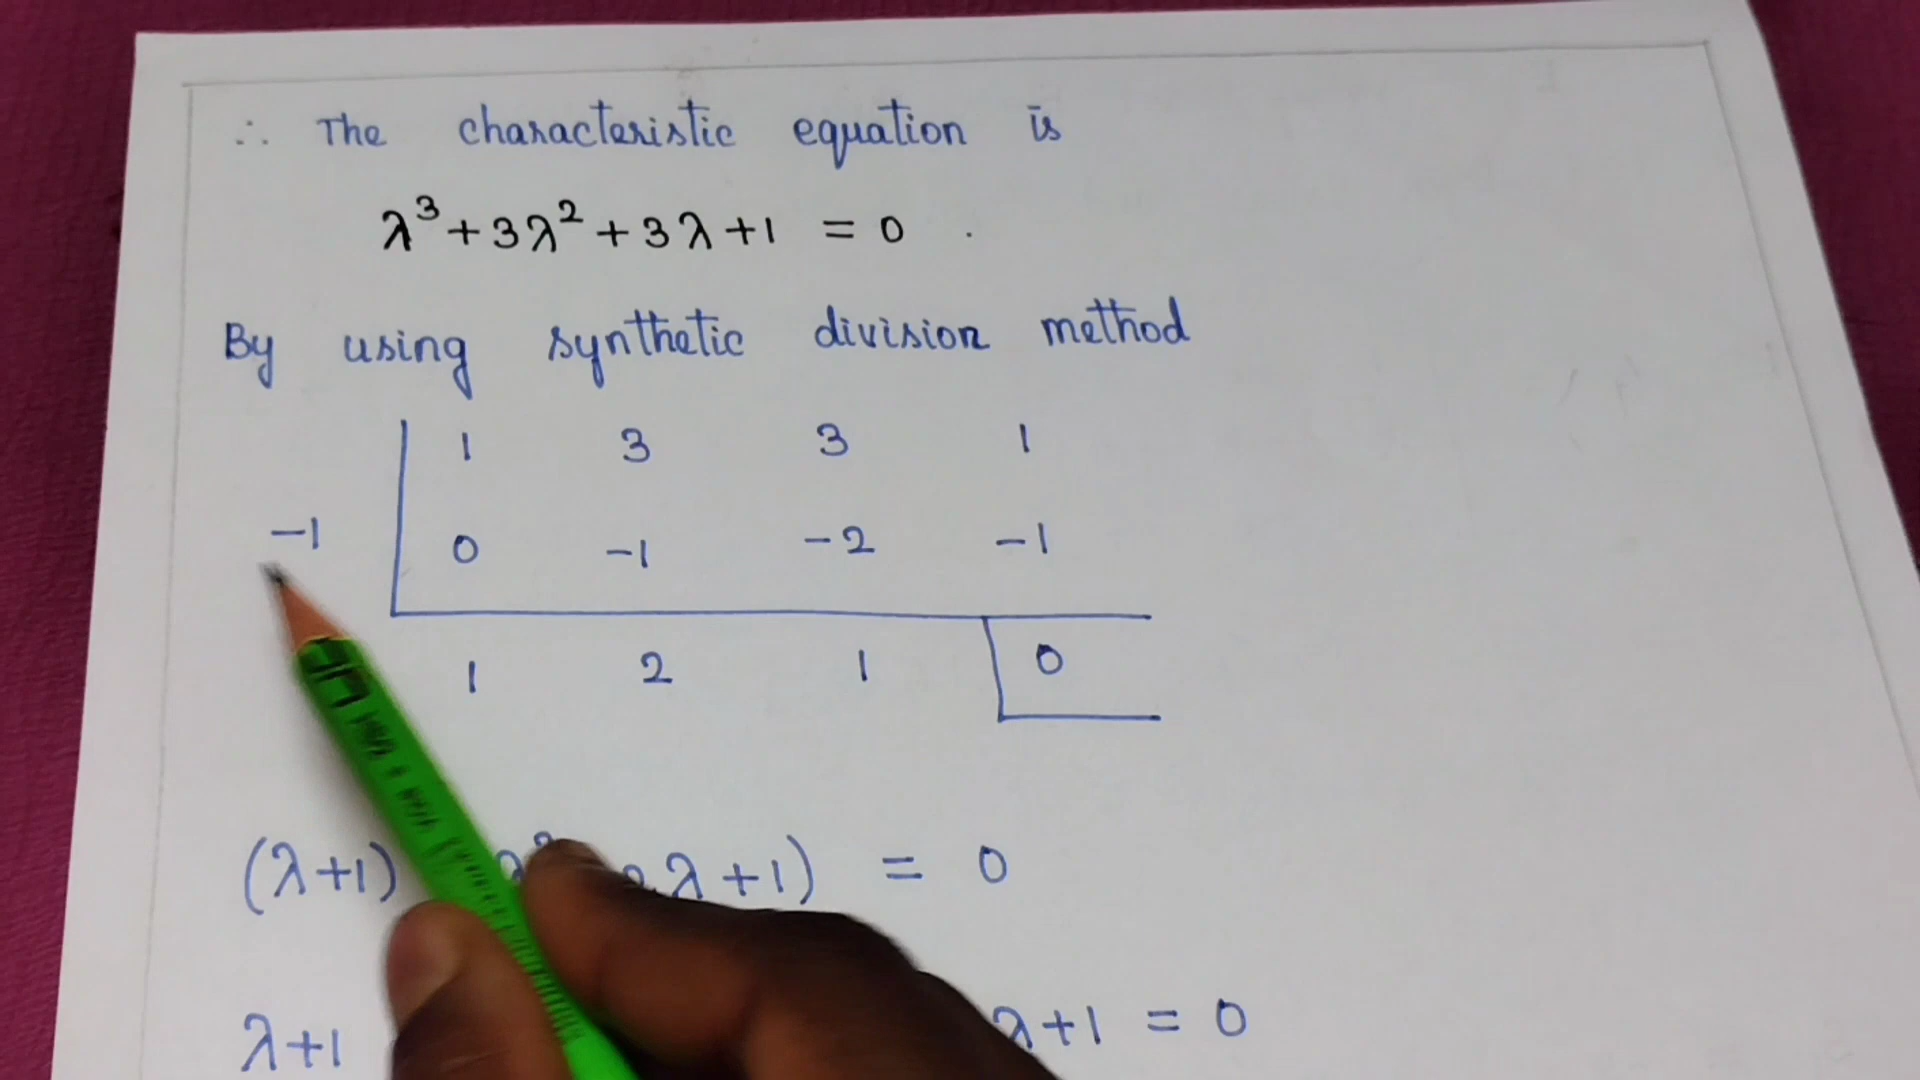 ∴ The characteristic equation is
λ³+3λ²+3λ+1 = 0 .
By using synthetic division method
1 3 3 1
-1 0 -1 -2 -1
1 2 1 0
(λ+1) λ+1) = 0
λ+1 λ+1 = 0